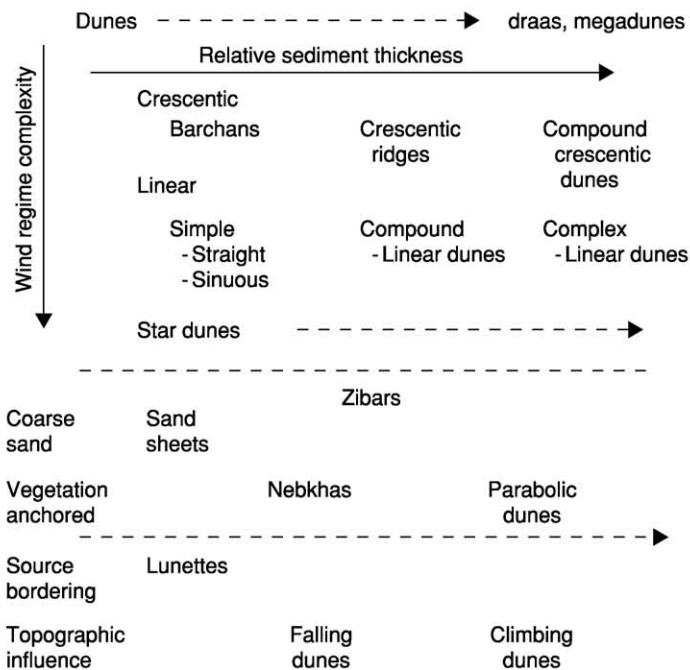 Dunes draas, megadunes
Relative sediment thickness
Wind regime complexity
Crescentic
Barchans Crescentic Compound
ridges crescentic
dunes
Linear
Simple Compound Complex
- Straight - Linear dunes - Linear dunes
- Sinuous
Star dunes
Zibars
Coarse Sand
sand sheets
Vegetation Nebkhas Parabolic
anchored dunes
Source Lunettes
bordering
Topographic Falling Climbing
influence dunes dunes